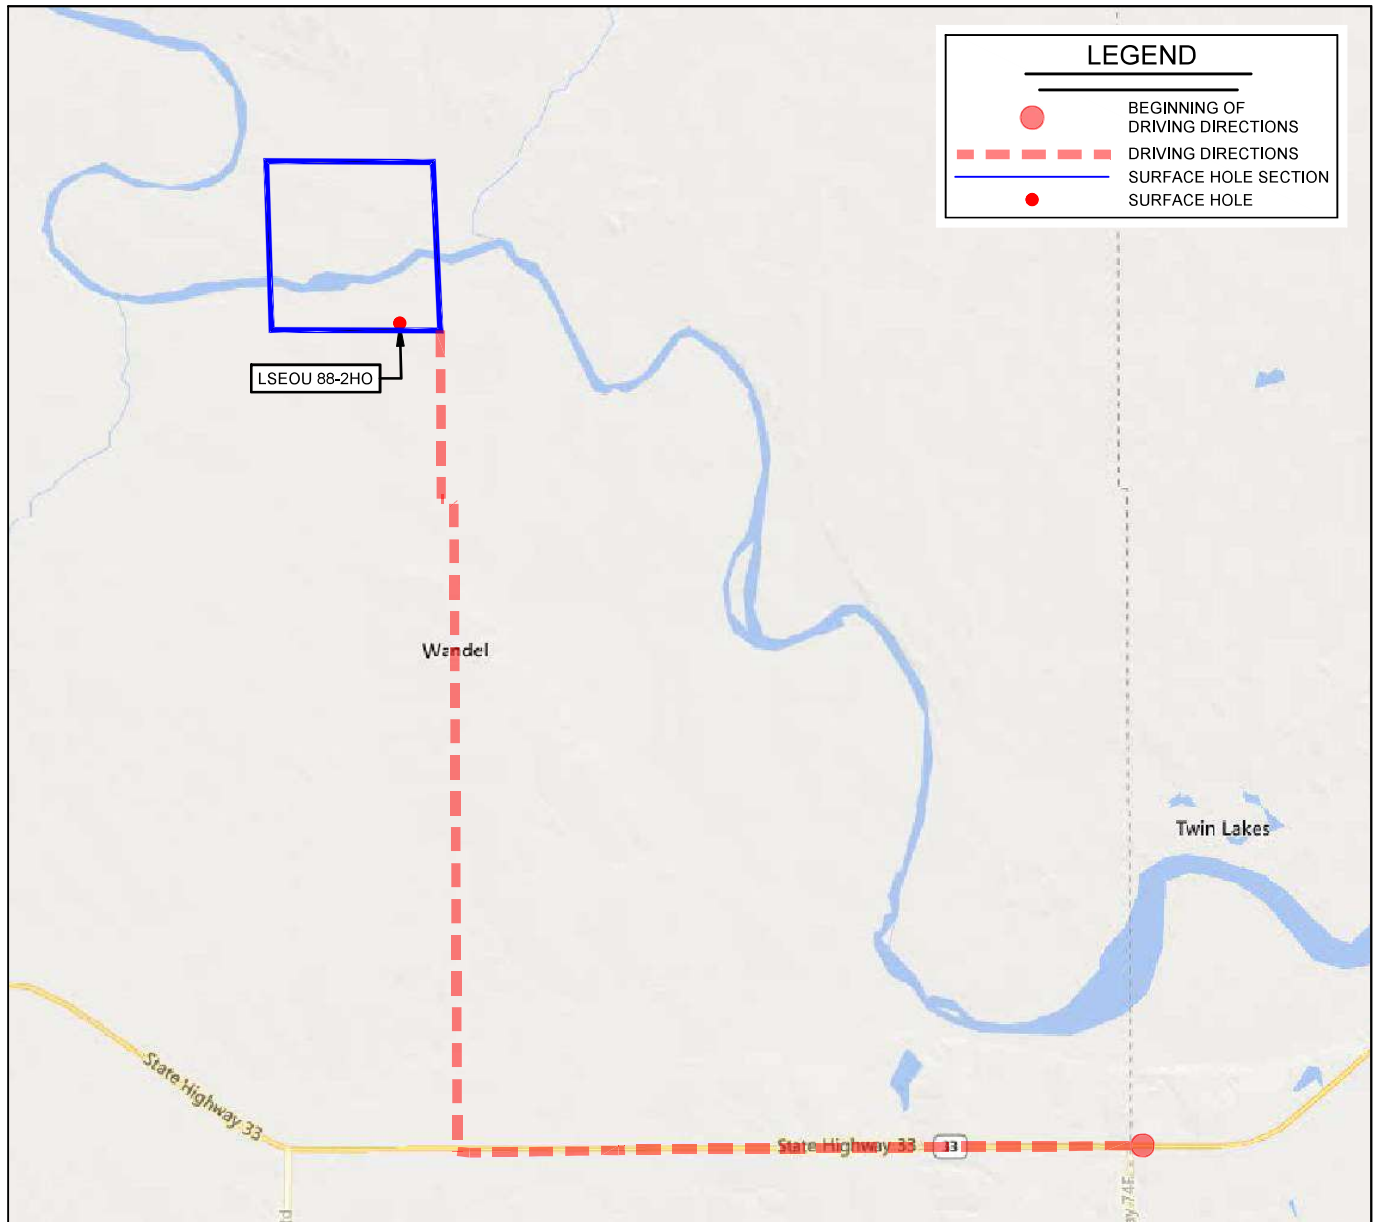 LEGEND
BEGINNING OF
DRIVING DIRECTIONS
DRIVING DIRECTIONS
SURFACE HOLE SECTION
SURFACE HOLE
LSEOU 88-2HO
Wandel
Twin Lakes
State Highway 33
State Highway 33
33